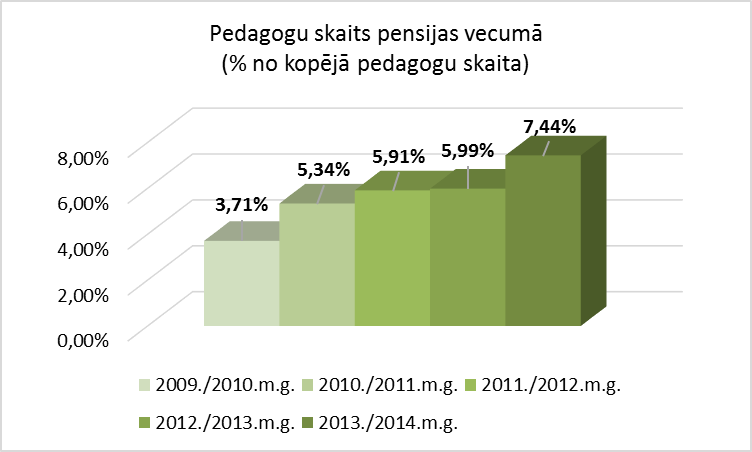 Pedagogu skaits pensijas vecumā
(% no kopējā pedagogu skaita)
8,00%
6,00%
4,00%
2,00%
0,00%
3,71%
5,34%
5,91%
5,99%
7,44%
2009./2010.m.g.
2010./2011.m.g.
2011./2012.m.g.
2012./2013.m.g.
2013./2014.m.g.